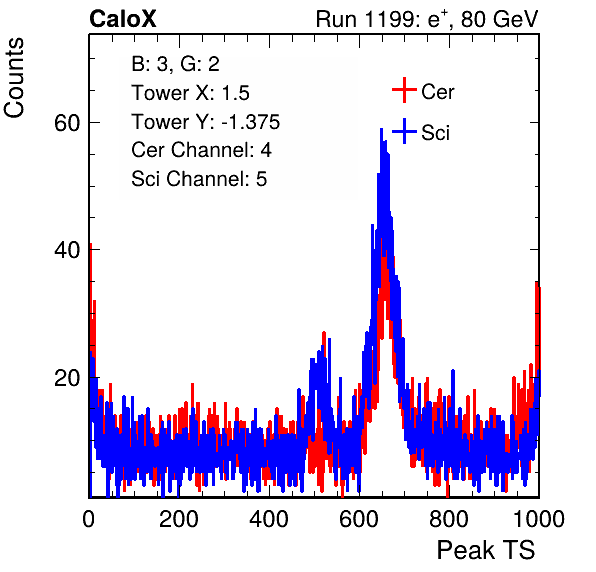 CaloX Run 1199: e⁺, 80 GeV
Counts
B: 3, G: 2
Tower X: 1.5
Tower Y: -1.375
Cer Channel: 4
Sci Channel: 5
Cer
Sci
60
40
20
0 200 400 600 800 1000
Peak TS